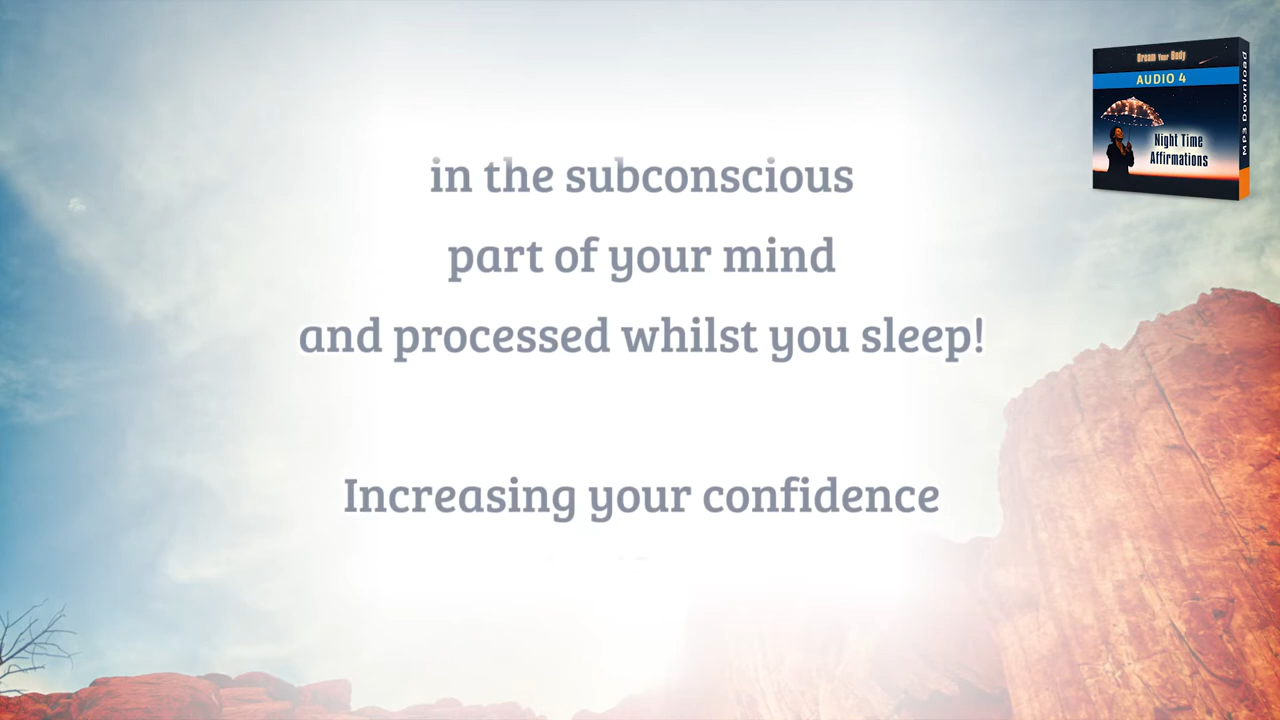 in the subconscious
part of your mind
and processed whilst you sleep!
Increasing your confidence
Dream Your Body
AUDIO 4
Night Time
Affirmations
MP3 Download